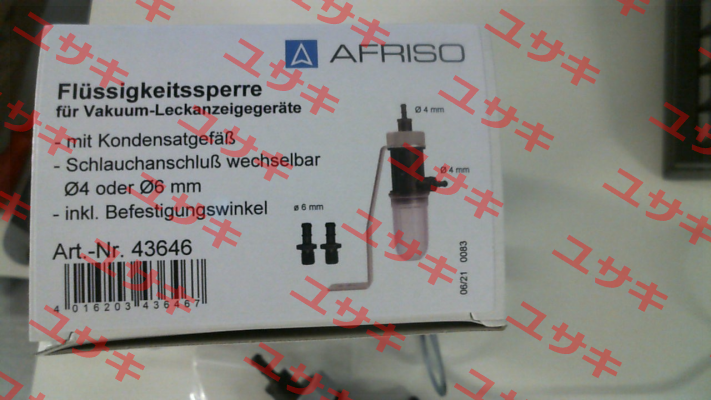 AFRISO
Flüssigkeitssperre
für Vakuum-Leckanzeigegeräte
- mit Kondensatgefäß
- Schlauchanschluß wechselbar
Ø4 oder Ø6 mm
- inkl. Befestigungswinkel
Art.-Nr. 43646
4 016203 436467
Ø 4 mm
Ø 4 mm
ø 6 mm
06/21 0083
ユサキ